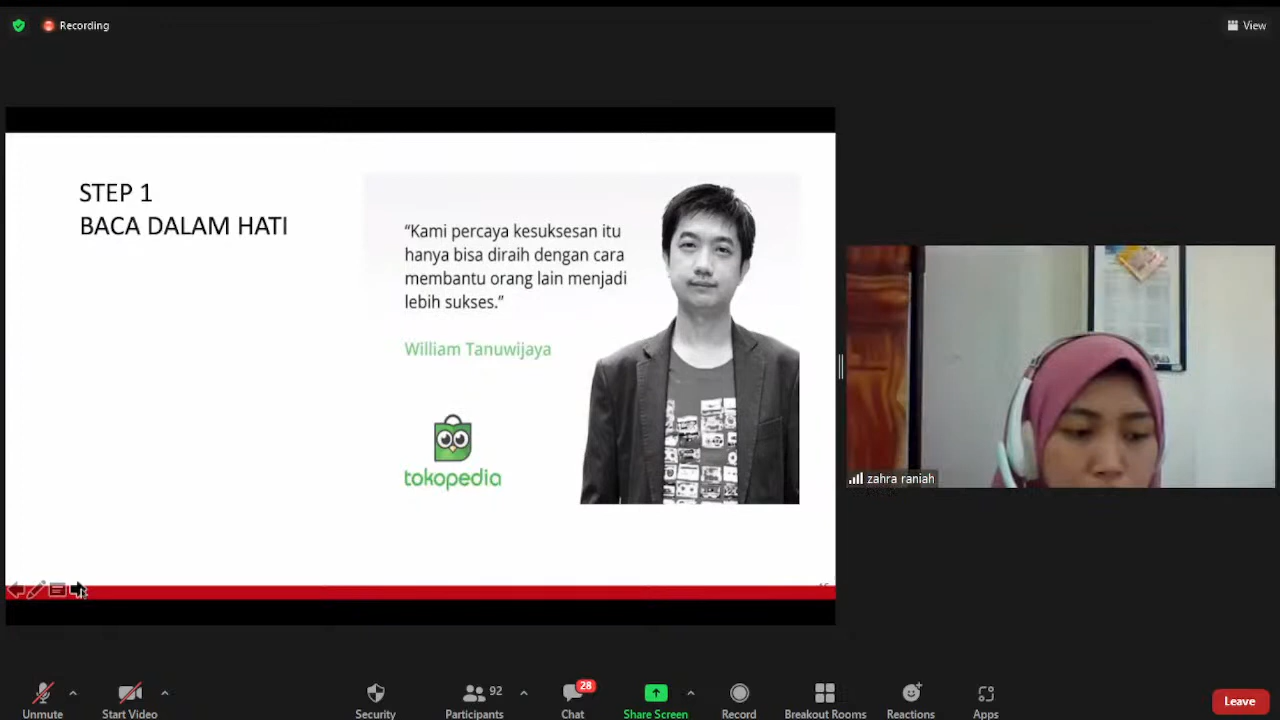 Recording
View
STEP 1
BACA DALAM HATI
“Kami percaya kesuksesan itu
hanya bisa diraih dengan cara
membantu orang lain menjadi
lebih sukses.”
William Tanuwijaya
tokopedia
zahra raniah
Unmute
Start Video
Security
92
Participants
28
Chat
Share Screen
Record
Breakout Rooms
Reactions
Apps
Leave